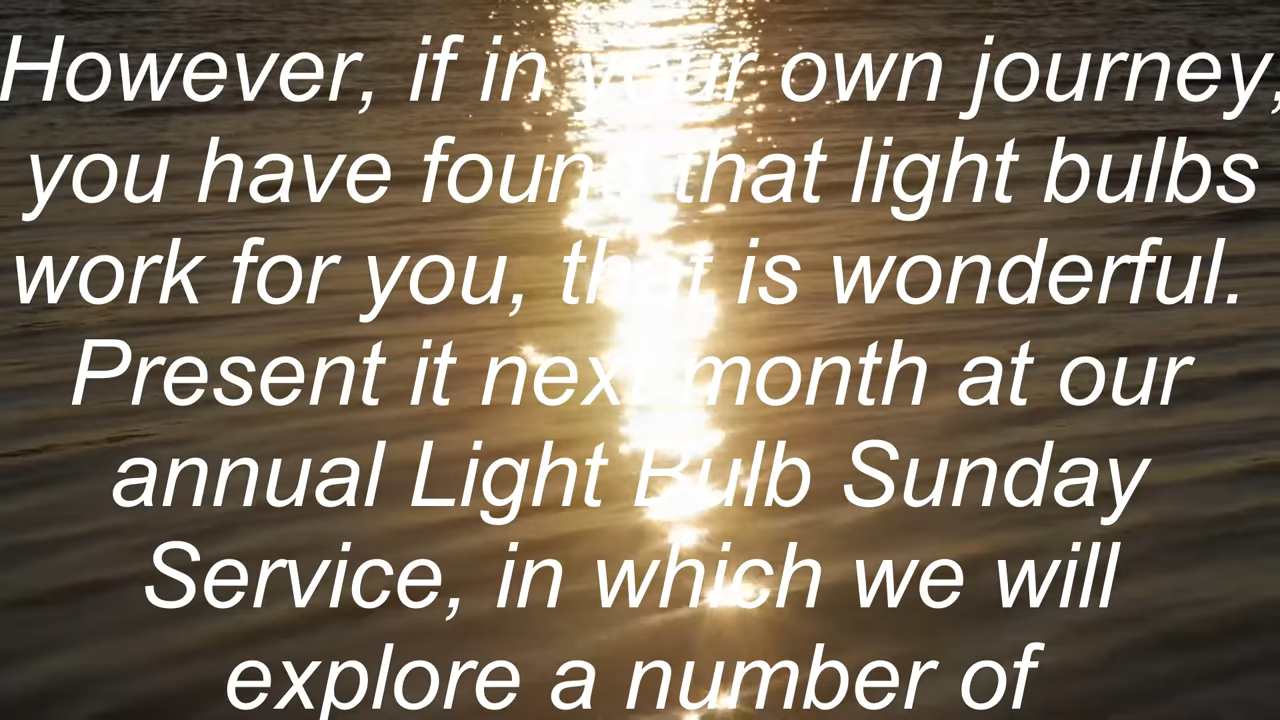 However, if in your own journey,
you have found that light bulbs
work for you, that is wonderful.
Present it next month at our
annual Light Bulb Sunday
Service, in which we will
explore a number of